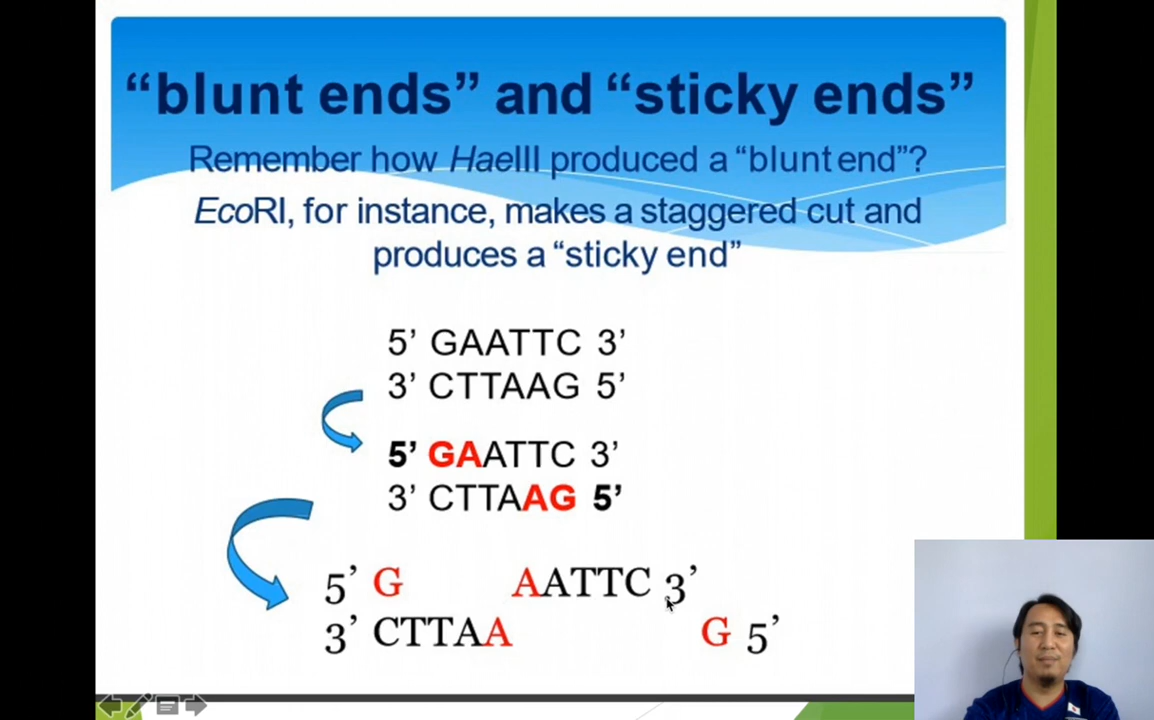 “blunt ends” and “sticky ends”
Remember how HaeIII produced a “blunt end”?
EcoRI, for instance, makes a staggered cut and
produces a “sticky end”
5’ GAATTC 3’
3’ CTTAAG 5’
5’ GAATTC 3’
3’ CTTAAG 5’
5’ G AATTC 3’
3’ CTTAA G 5’